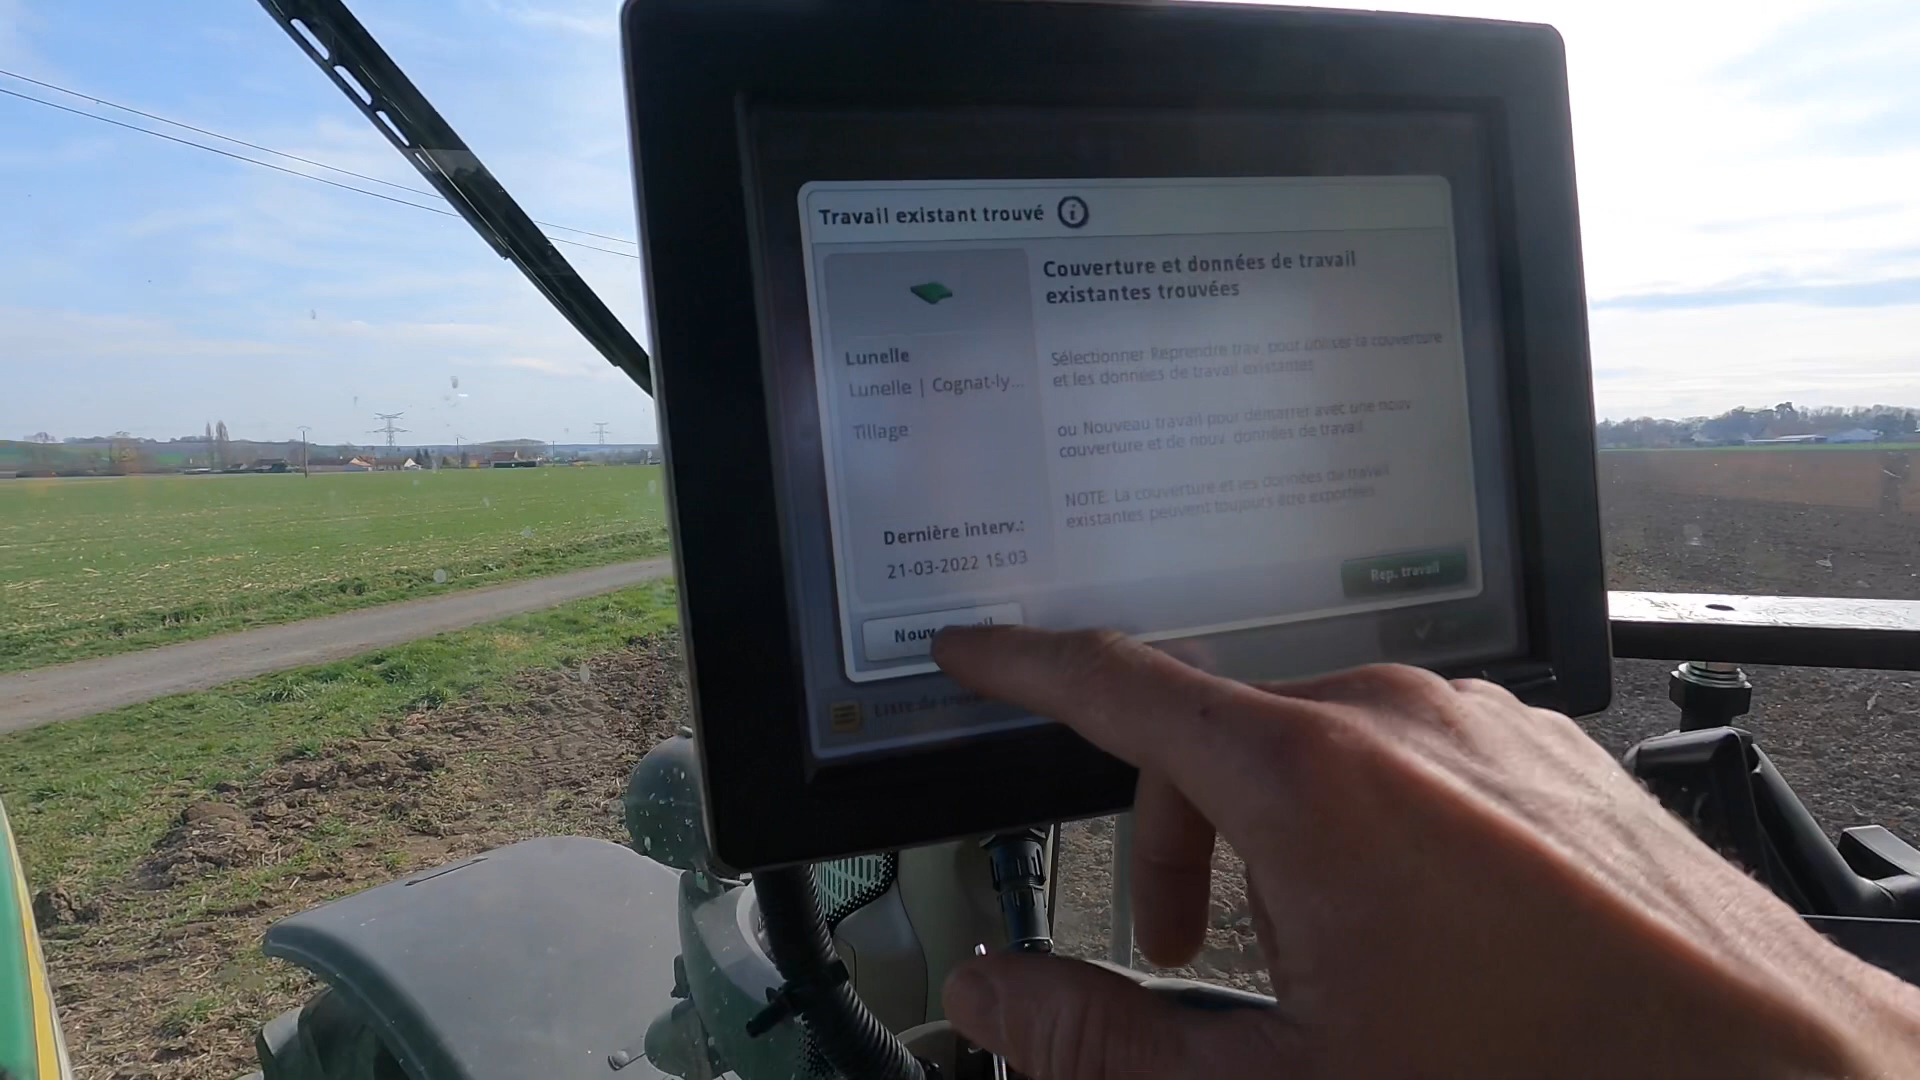 Travail existant trouvé
Couverture et données de travail
existantes trouvées
Lunelle
Lunelle | Cognat-ly...
Tillage
Sélectionner Reprendre trav. pour utiliser la couverture
et les données de travail existantes
ou Nouveau travail pour démarrer avec une nouv.
couverture et de nouv. données de travail.
NOTE: La couverture et les données de travail
existantes peuvent toujours être exportées.
Dernière interv.:
21-03-2022 15:03
Rep. travail
Nouv.
Liste de